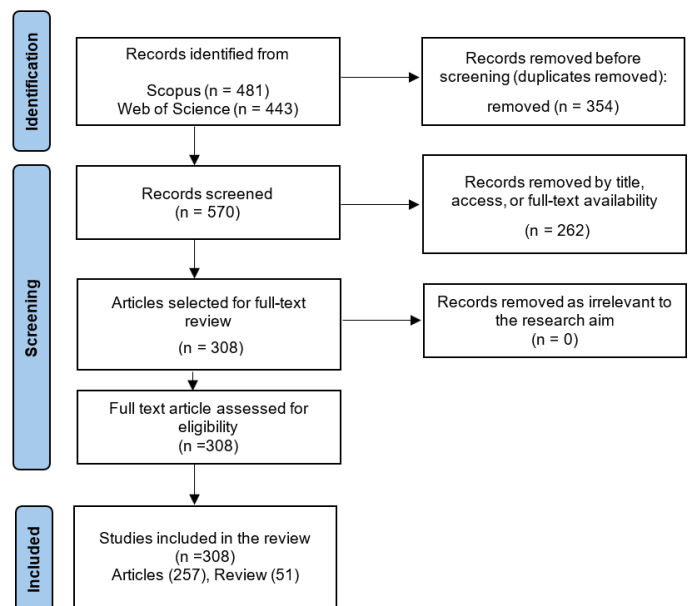 Identification
Records identified from
Scopus (n = 481)
Web of Science (n = 443)
Records removed before
screening (duplicates removed):
removed (n = 354)
Screening
Records screened
(n = 570)
Records removed by title,
access, or full-text availability
(n = 262)
Articles selected for full-text
review
(n = 308)
Records removed as irrelevant to
the research aim
(n = 0)
Full text article assessed for
eligibility
(n =308)
Included
Studies included in the review
(n =308)
Articles (257), Review (51)